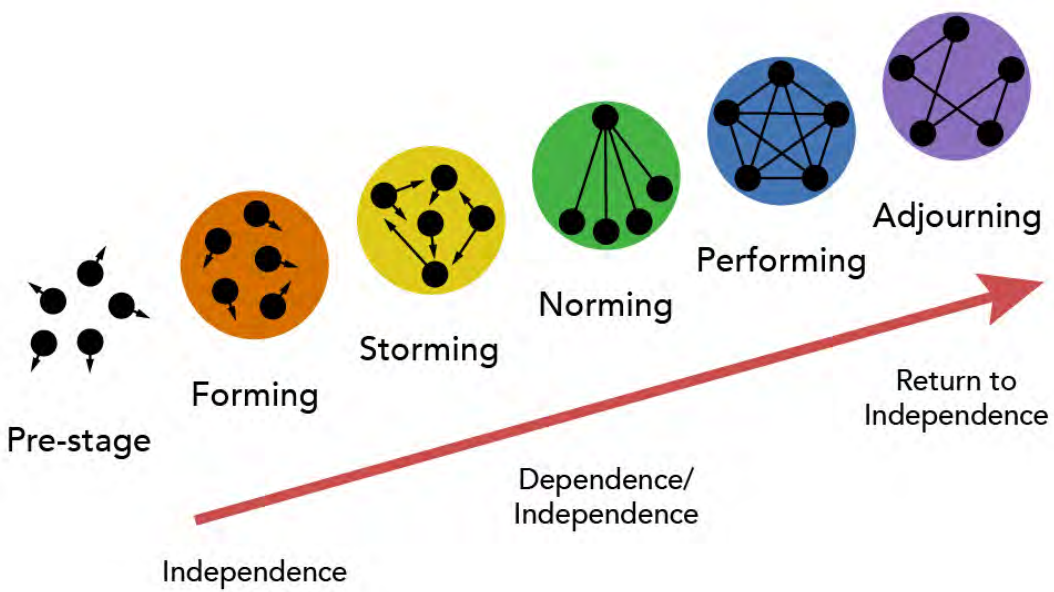 Pre-stage
Forming
Storming
Norming
Performing
Adjourning
Independence
Dependence/
Independence
Return to
Independence